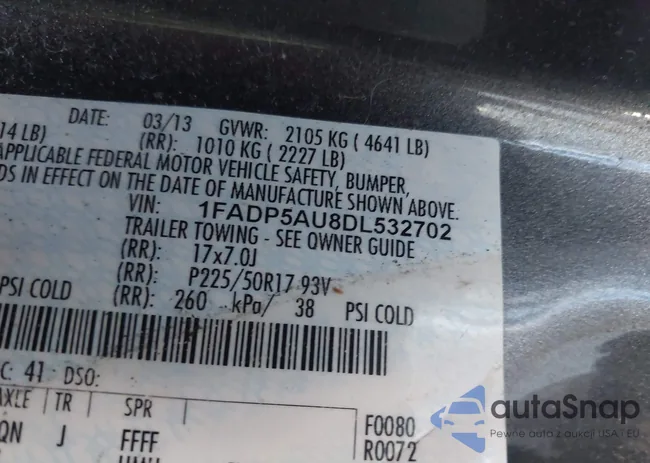 DATE: 03/13 GVWR: 2105 KG ( 4641 LB)
14 LB) (RR): 1010 KG ( 2227 LB)
APPLICABLE FEDERAL MOTOR VEHICLE SAFETY, BUMPER,
DS IN EFFECT ON THE DATE OF MANUFACTURE SHOWN ABOVE.
VIN: 1FADP5AU8DL532702
TRAILER TOWING - SEE OWNER GUIDE
(RR): 17x7.0J
(RR): P225/50R17 93V
PSI COLD (RR): 260 kPa/ 38 PSI COLD
C: 41 DSO:
AXLE TR SPR F0080
QN J FFFF R0072
autaSnap
Pewne auta z aukcji USA i EU